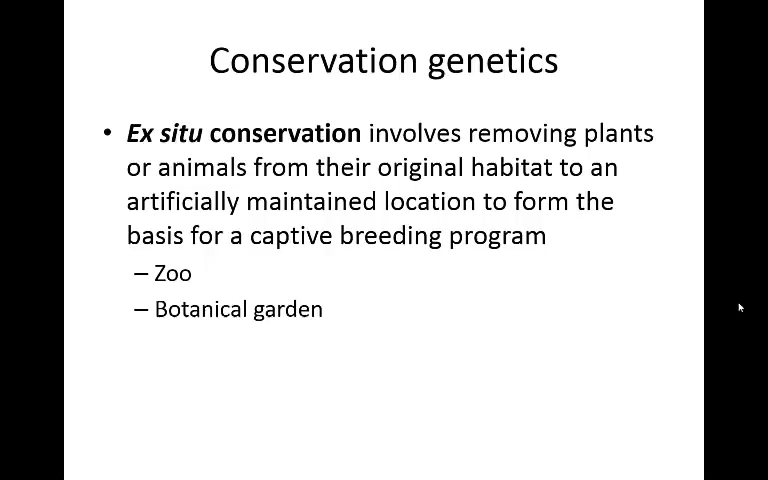 Conservation genetics
• Ex situ conservation involves removing plants
or animals from their original habitat to an
artificially maintained location to form the
basis for a captive breeding program
– Zoo
– Botanical garden